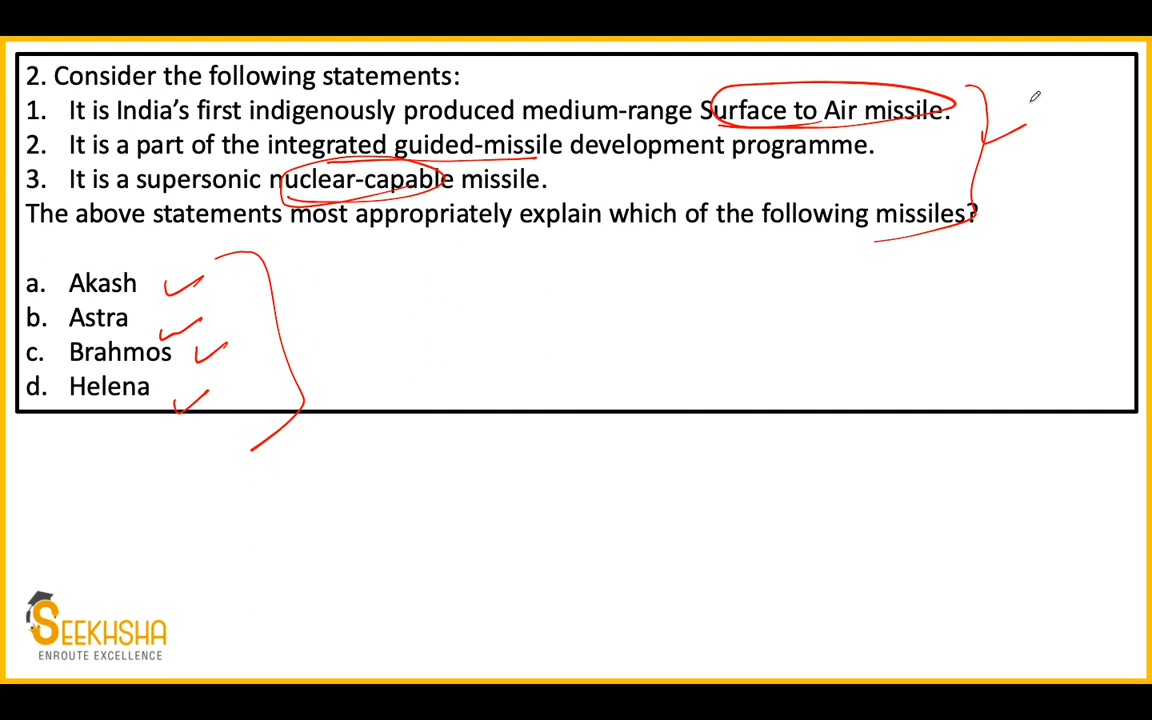 2. Consider the following statements:
1. It is India’s first indigenously produced medium-range Surface to Air missile.
2. It is a part of the integrated guided-missile development programme.
3. It is a supersonic nuclear-capable missile.
The above statements most appropriately explain which of the following missiles?
a. Akash
b. Astra
c. Brahmos
d. Helena
SEEKHSHA
ENROUTE EXCELLENCE